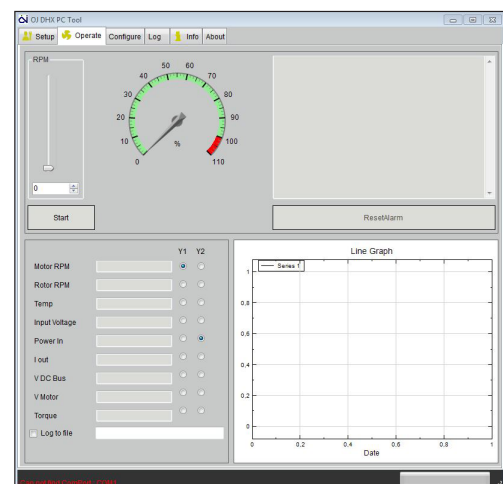 OJ DHX PC Tool
Setup Operate Configure Log Info About
RPM
0
0 10 20 30 40 50 60 70 80 90 100 110
%
Start
ResetAlarm
Y1 Y2
Motor RPM
Rotor RPM
Temp
Input Voltage
Power In
I out
V DC Bus
V Motor
Torque
Log to file
Line Graph
Series 1
1
0,8
0,6
0,4
0,2
0
0 0,2 0,4 0,6 0,8 1
Date